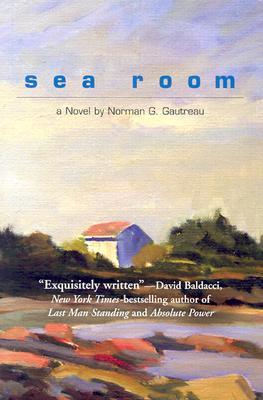 sea room
a Novel by Norman G. Gautreau
"Exquisitely written"—David Baldacci,
New York Times-bestselling author of
Last Man Standing and Absolute Power